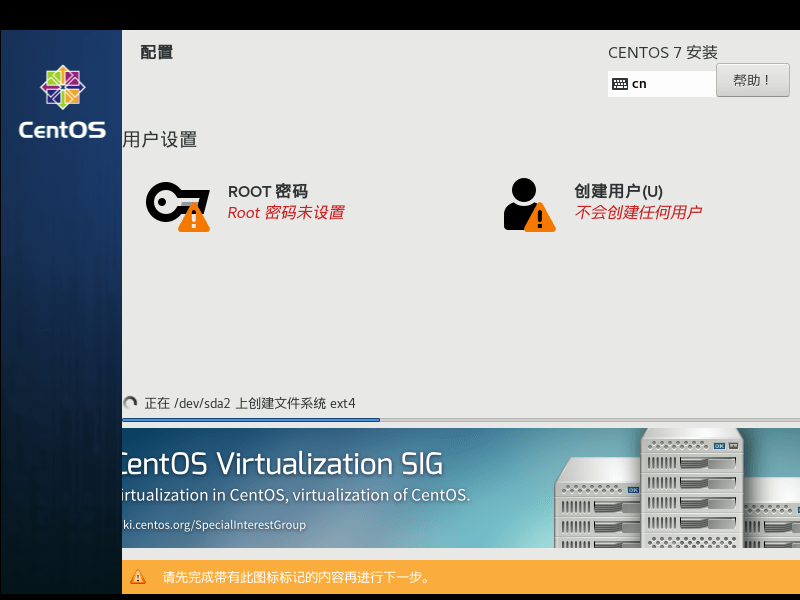 配置
CENTOS 7 安装
cn
帮助！
CentOS
用户设置
ROOT 密码
Root 密码未设置
创建用户(U)
不会创建任何用户
正在 /dev/sda2 上创建文件系统 ext4
CentOS Virtualization SIG
irtualization in CentOS, virtualization of CentOS.
ki.centos.org/SpecialInterestGroup
OK
OK
请先完成带有此图标标记的内容再进行下一步。